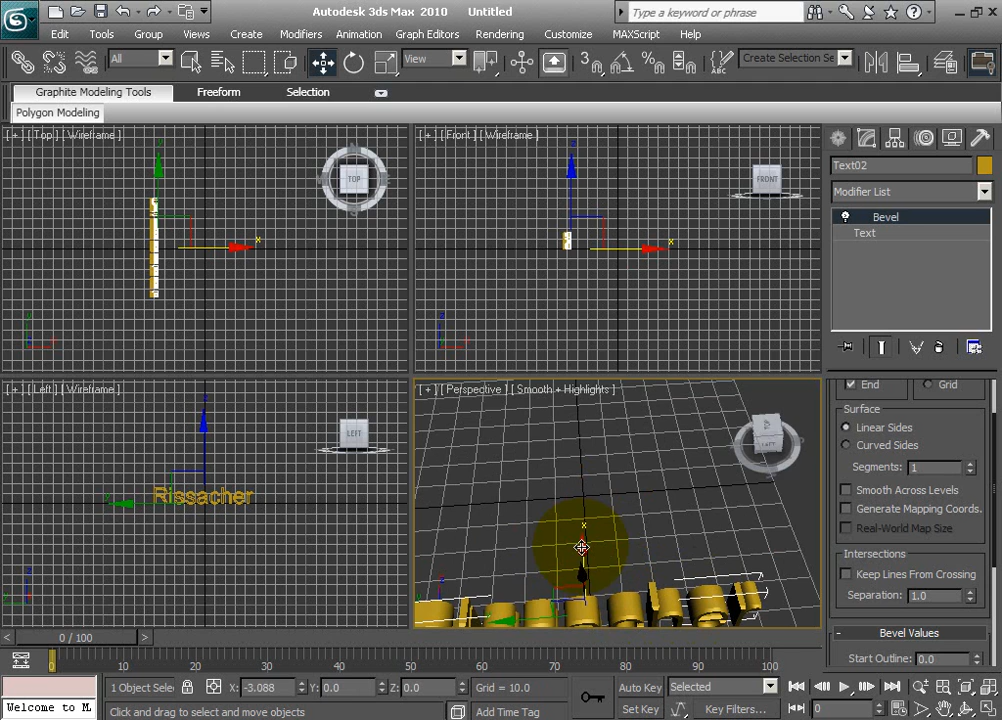 Autodesk 3ds Max 2010 Untitled
Type a keyword or phrase
Edit Tools Group Views Create Modifiers Animation Graph Editors Rendering Customize MAXScript Help
All View Create Selection Se
Graphite Modeling Tools Freeform Selection
Polygon Modeling
[ + ] [ Top ] [ Wireframe ]
[ + ] [ Front ] [ Wireframe ]
TOP
FRONT
Text02
Modifier List
Bevel
Text
[ + ] [ Left ] [ Wireframe ]
[ + ] [ Perspective ] [ Smooth + Highlights ]
LEFT
LEFT
Rissacher
End Grid
Surface
Linear Sides
Curved Sides
Segments: 1
Smooth Across Levels
Generate Mapping Coords.
Real-World Map Size
Intersections
Keep Lines From Crossing
Separation: 1.0
- Bevel Values
Start Outline: 0.0
< 0 / 100 >
0 10 20 30 40 50 60 70 80 90 100
1 Object Selec X: -3.088 Y: 0.0 Z: 0.0 Grid = 10.0 Auto Key Selected
Welcome to M. Click and drag to select and move objects Add Time Tag Set Key Key Filters... 0